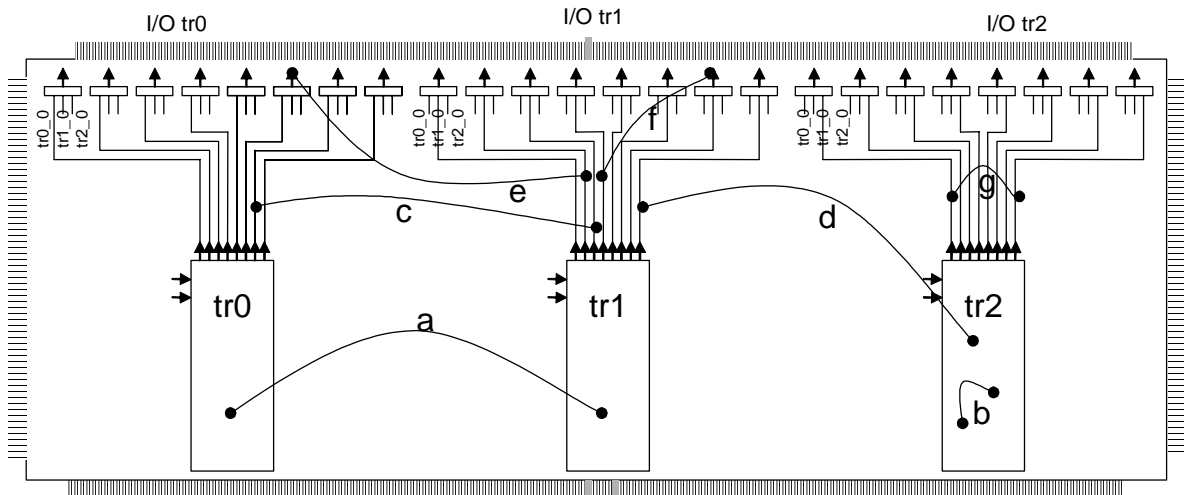 I/O tr0
I/O tr1
I/O tr2
tr0_0
tr1_0
tr2_0
tr0_0
tr1_0
tr2_0
tr0_0
tr1_0
tr2_0
f
e
g
c
d
tr0
tr1
tr2
a
b